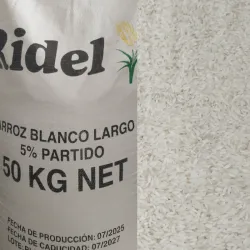 Ridel
ARROZ BLANCO LARGO
5% PARTIDO
50 KG NET
FECHA DE PRODUCCIÓN: 07/2025
FECHA DE CADUCIDAD: 07/2027
LOTE: